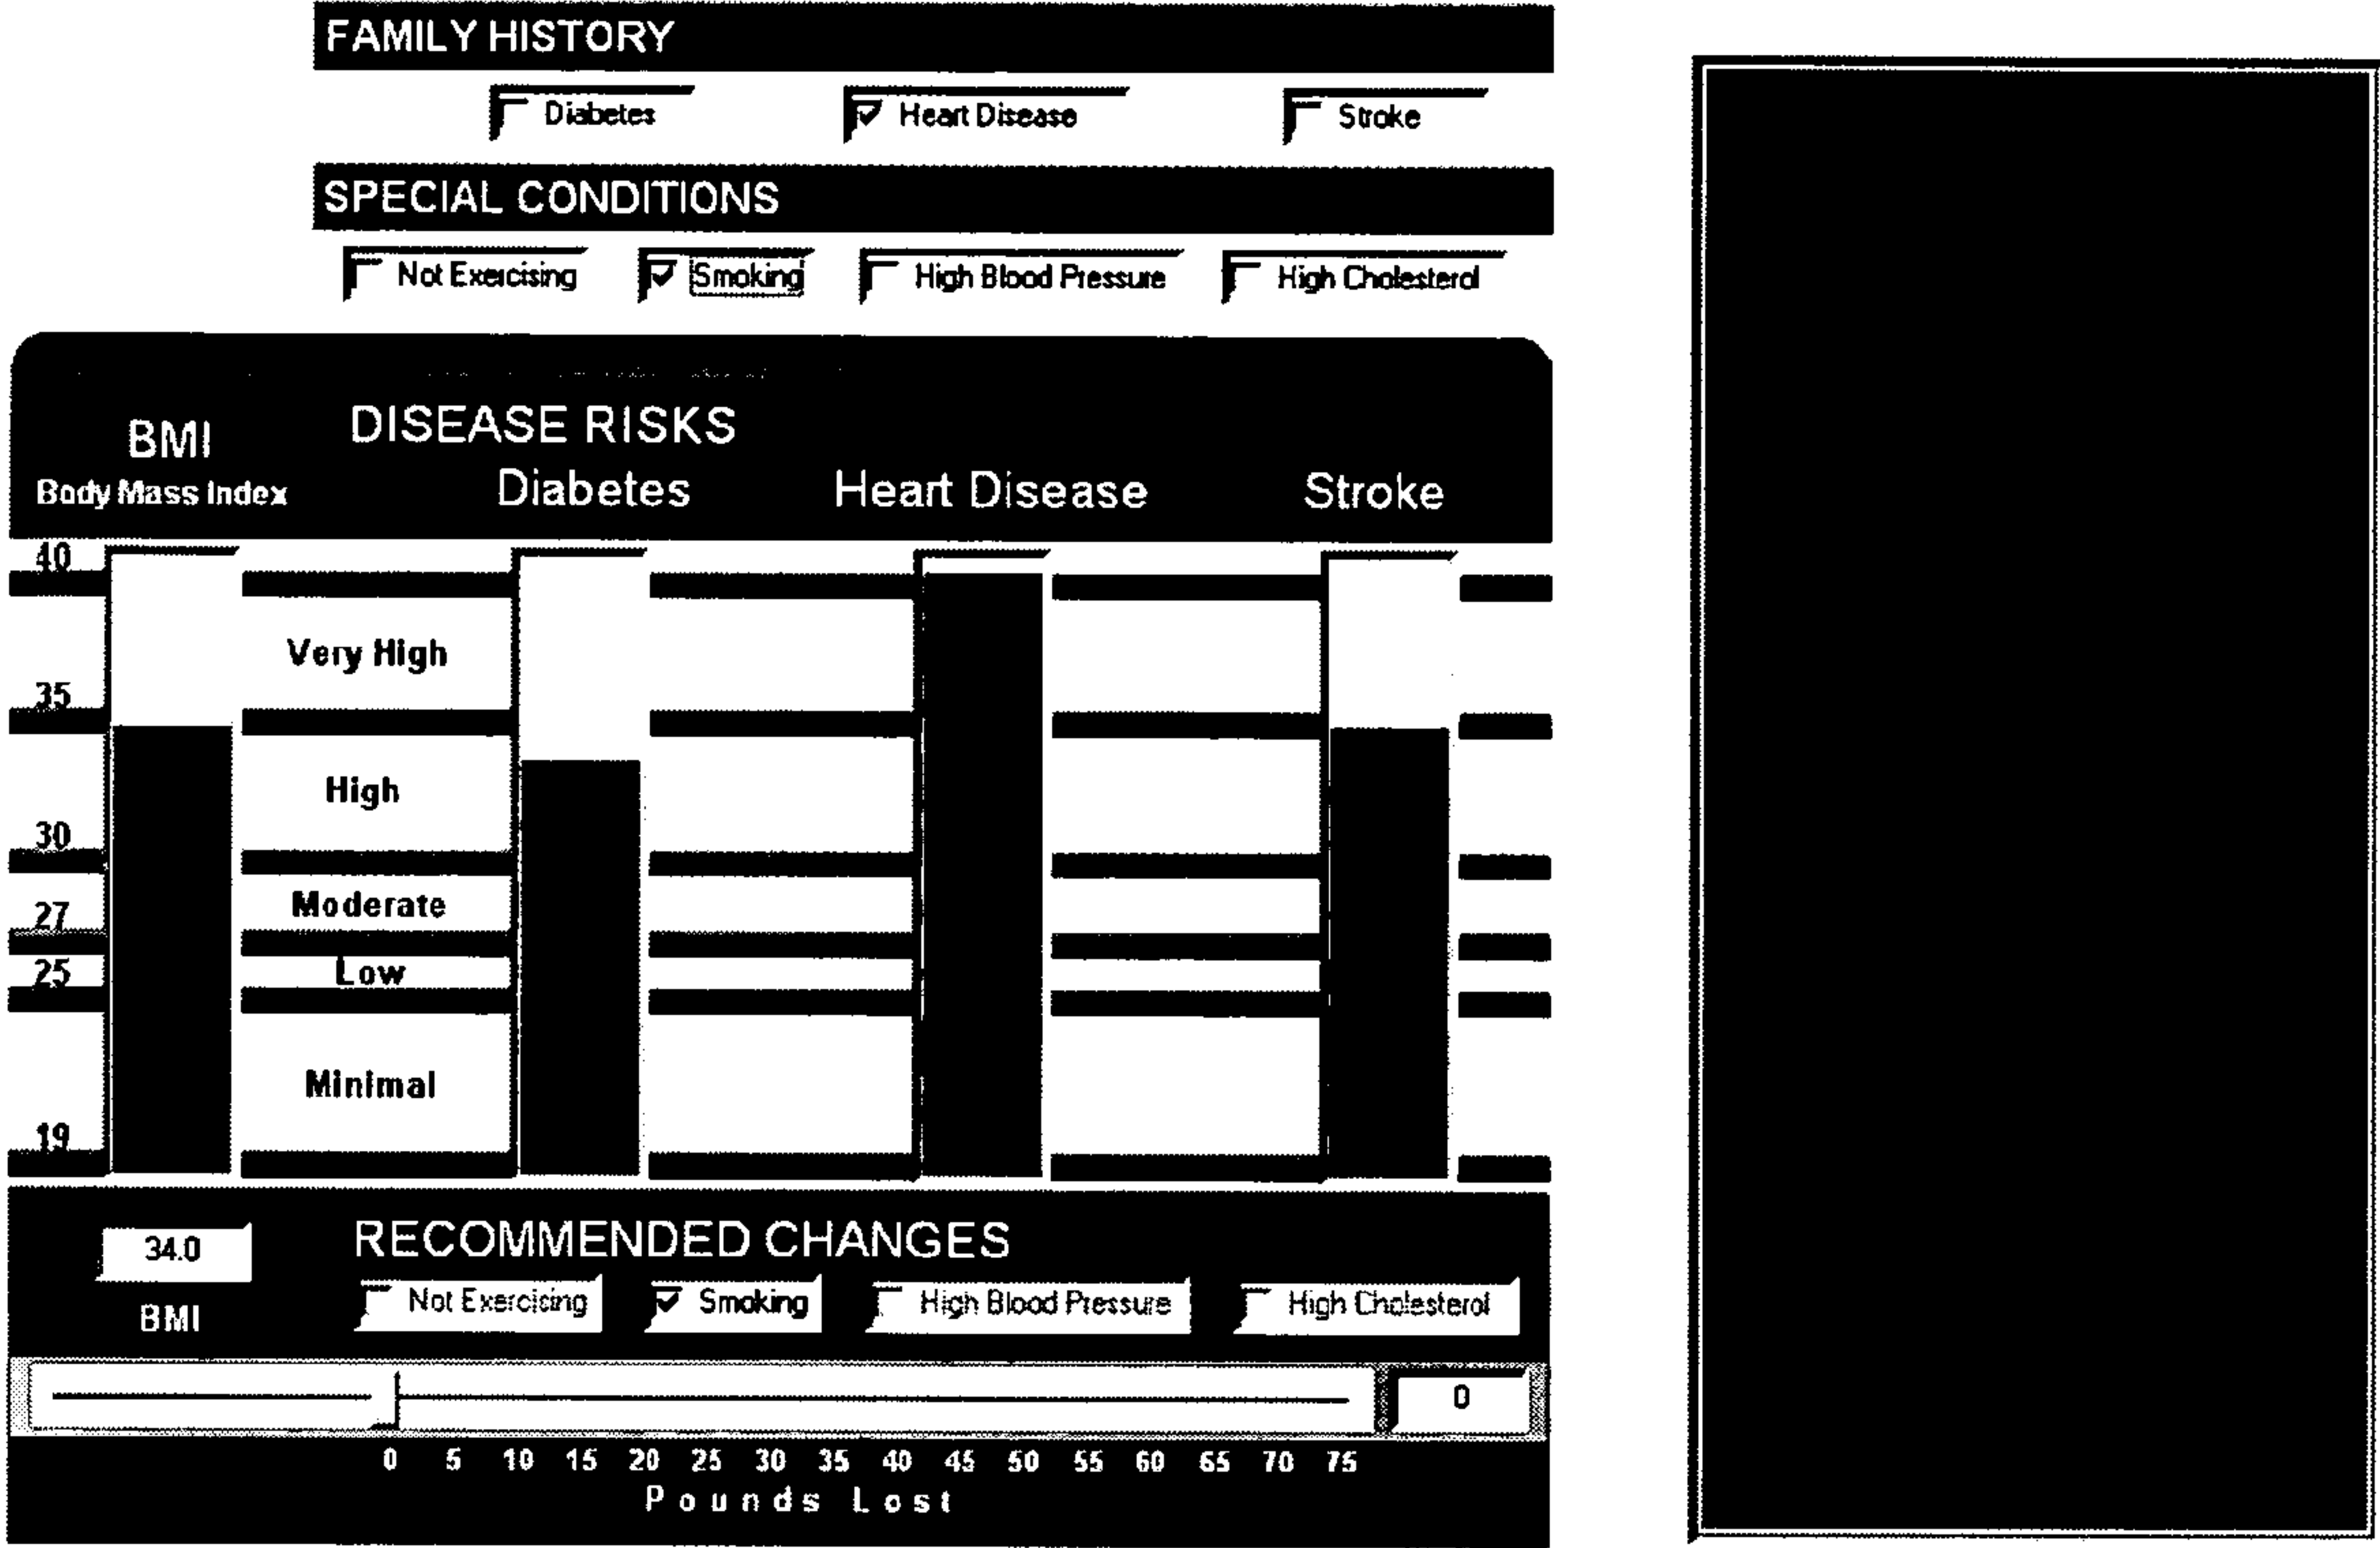 FAMILY HISTORY
Diabetes Heart Disease Stroke
SPECIAL CONDITIONS
Not Exercising Smoking High Blood Pressure High Cholesterol
BMI DISEASE RISKS
Body Mass Index Diabetes Heart Disease Stroke
40
Very High
35
High
30
Moderate
27
Low
25
Minimal
19
34.0 RECOMMENDED CHANGES
BMI Not Exercising Smoking High Blood Pressure High Cholesterol
0
0 5 10 15 20 25 30 35 40 45 50 55 60 65 70 75
Pounds Lost